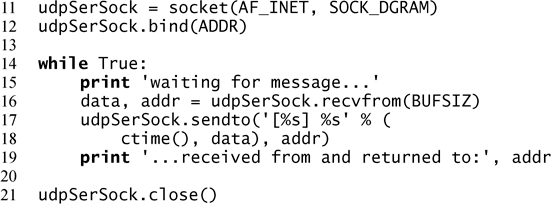 11 udpSerSock = socket(AF_INET, SOCK_DGRAM)
12 udpSerSock.bind(ADDR)
13
14 while True:
15     print 'waiting for message...'
16     data, addr = udpSerSock.recvfrom(BUFSIZ)
17     udpSerSock.sendto('[%s] %s' % (
18         ctime(), data), addr)
19     print '...received from and returned to:', addr
20
21 udpSerSock.close()